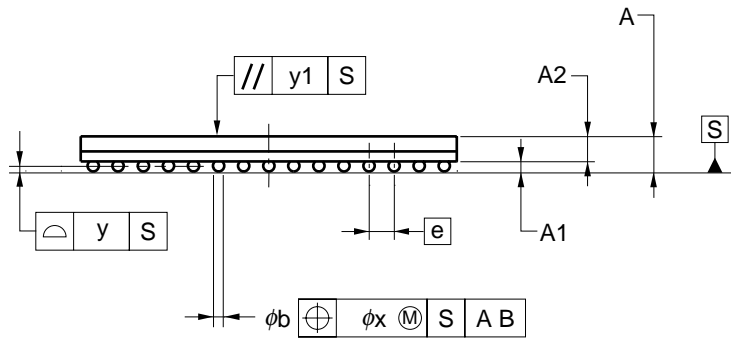 A
// y1 S
A2
S
⌓ y S
e
A1
ϕb ⌖ ϕx Ⓜ S A B